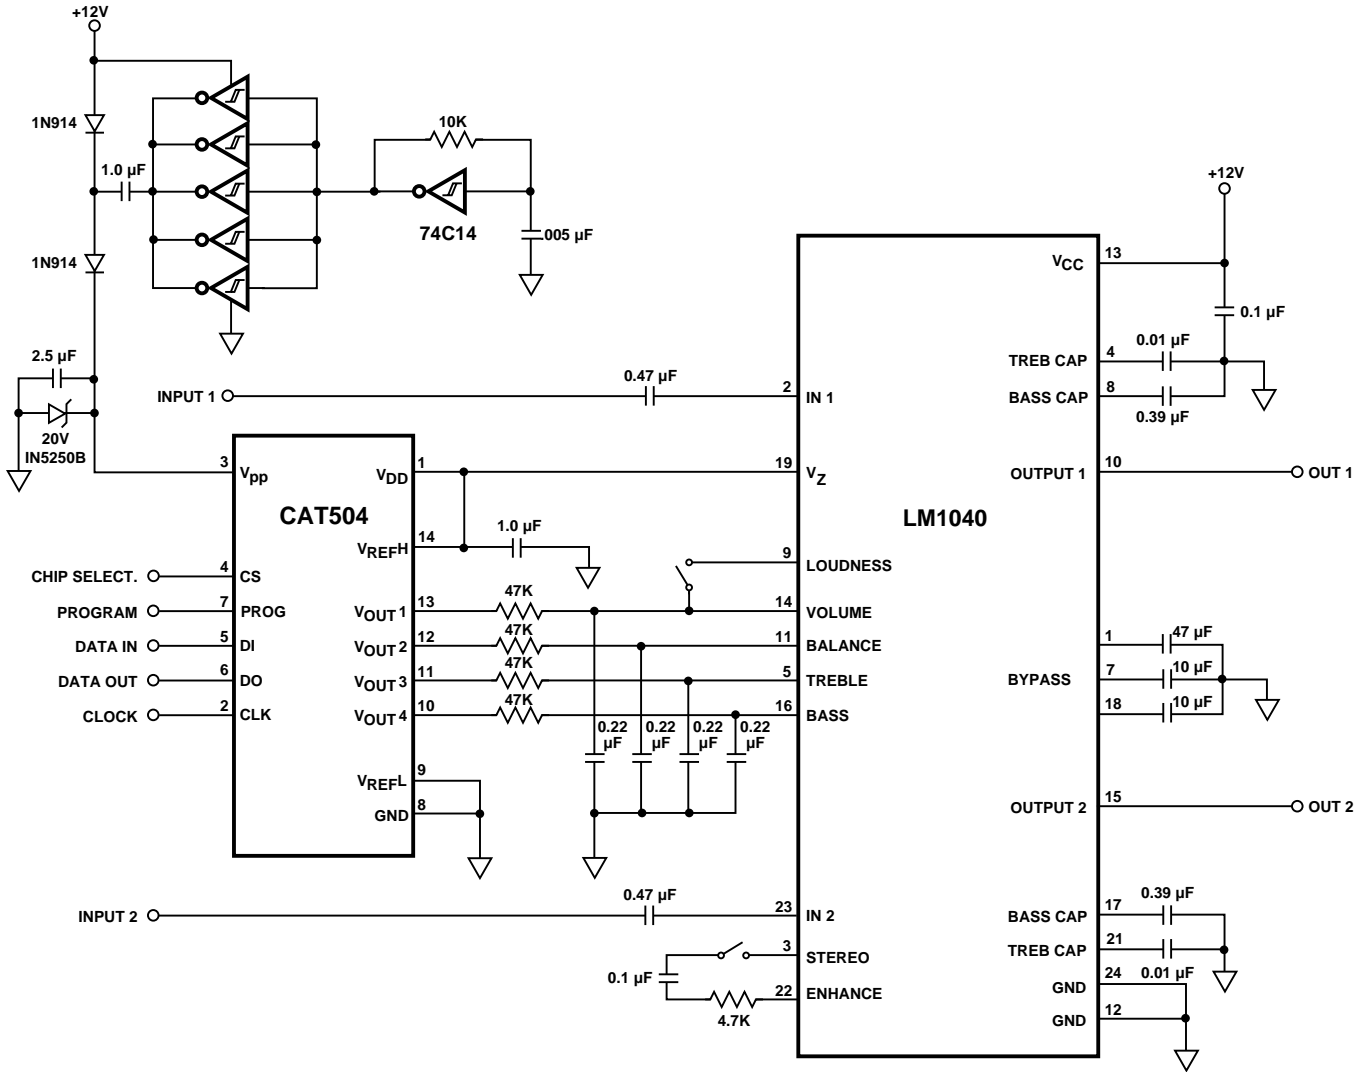 +12V
1N914
1.0 µF
10K
74C14
.005 µF
1N914
2.5 µF
20V
IN5250B
+12V
13
VCC
0.1 µF
0.01 µF
4
TREB CAP
8
BASS CAP
0.39 µF
INPUT 1
0.47 µF
2
IN 1
3
Vpp
1
VDD
19
VZ
10
OUTPUT 1
OUT 1
CAT504
LM1040
14
VREFH
1.0 µF
9
LOUDNESS
CHIP SELECT.
4
CS
PROGRAM
7
PROG
13
VOUT 1
47K
14
VOLUME
DATA IN
5
DI
12
VOUT 2
47K
11
BALANCE
DATA OUT
6
DO
11
VOUT 3
47K
5
TREBLE
CLOCK
2
CLK
10
VOUT 4
47K
16
BASS
1
47 µF
BYPASS
7
10 µF
18
10 µF
0.22 µF
0.22 µF
0.22 µF
0.22 µF
9
VREFL
8
GND
OUTPUT 2
15
OUT 2
INPUT 2
0.47 µF
23
IN 2
3
STEREO
0.1 µF
22
ENHANCE
4.7K
17
BASS CAP
0.39 µF
21
TREB CAP
0.01 µF
24
GND
12
GND